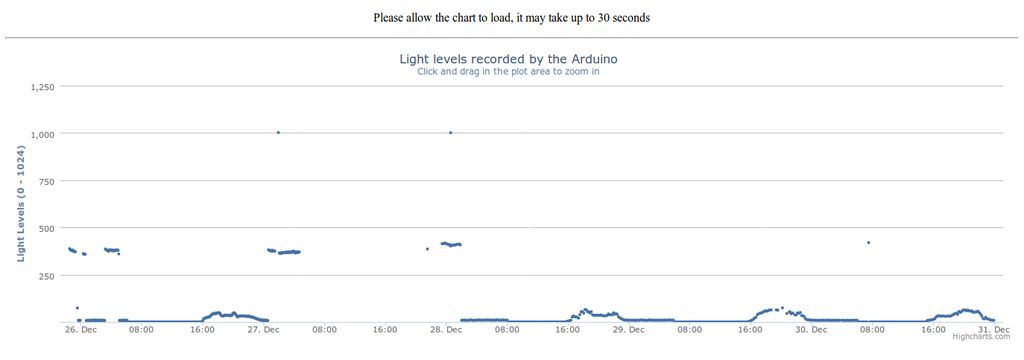 Please allow the chart to load, it may take up to 30 seconds
Light levels recorded by the Arduino
Click and drag in the plot area to zoom in
Light Levels (0 - 1024)
1,250
1,000
750
500
250
26. Dec 08:00 16:00 27. Dec 08:00 16:00 28. Dec 08:00 16:00 29. Dec 08:00 16:00 30. Dec 08:00 16:00 31. Dec
Highcharts.com